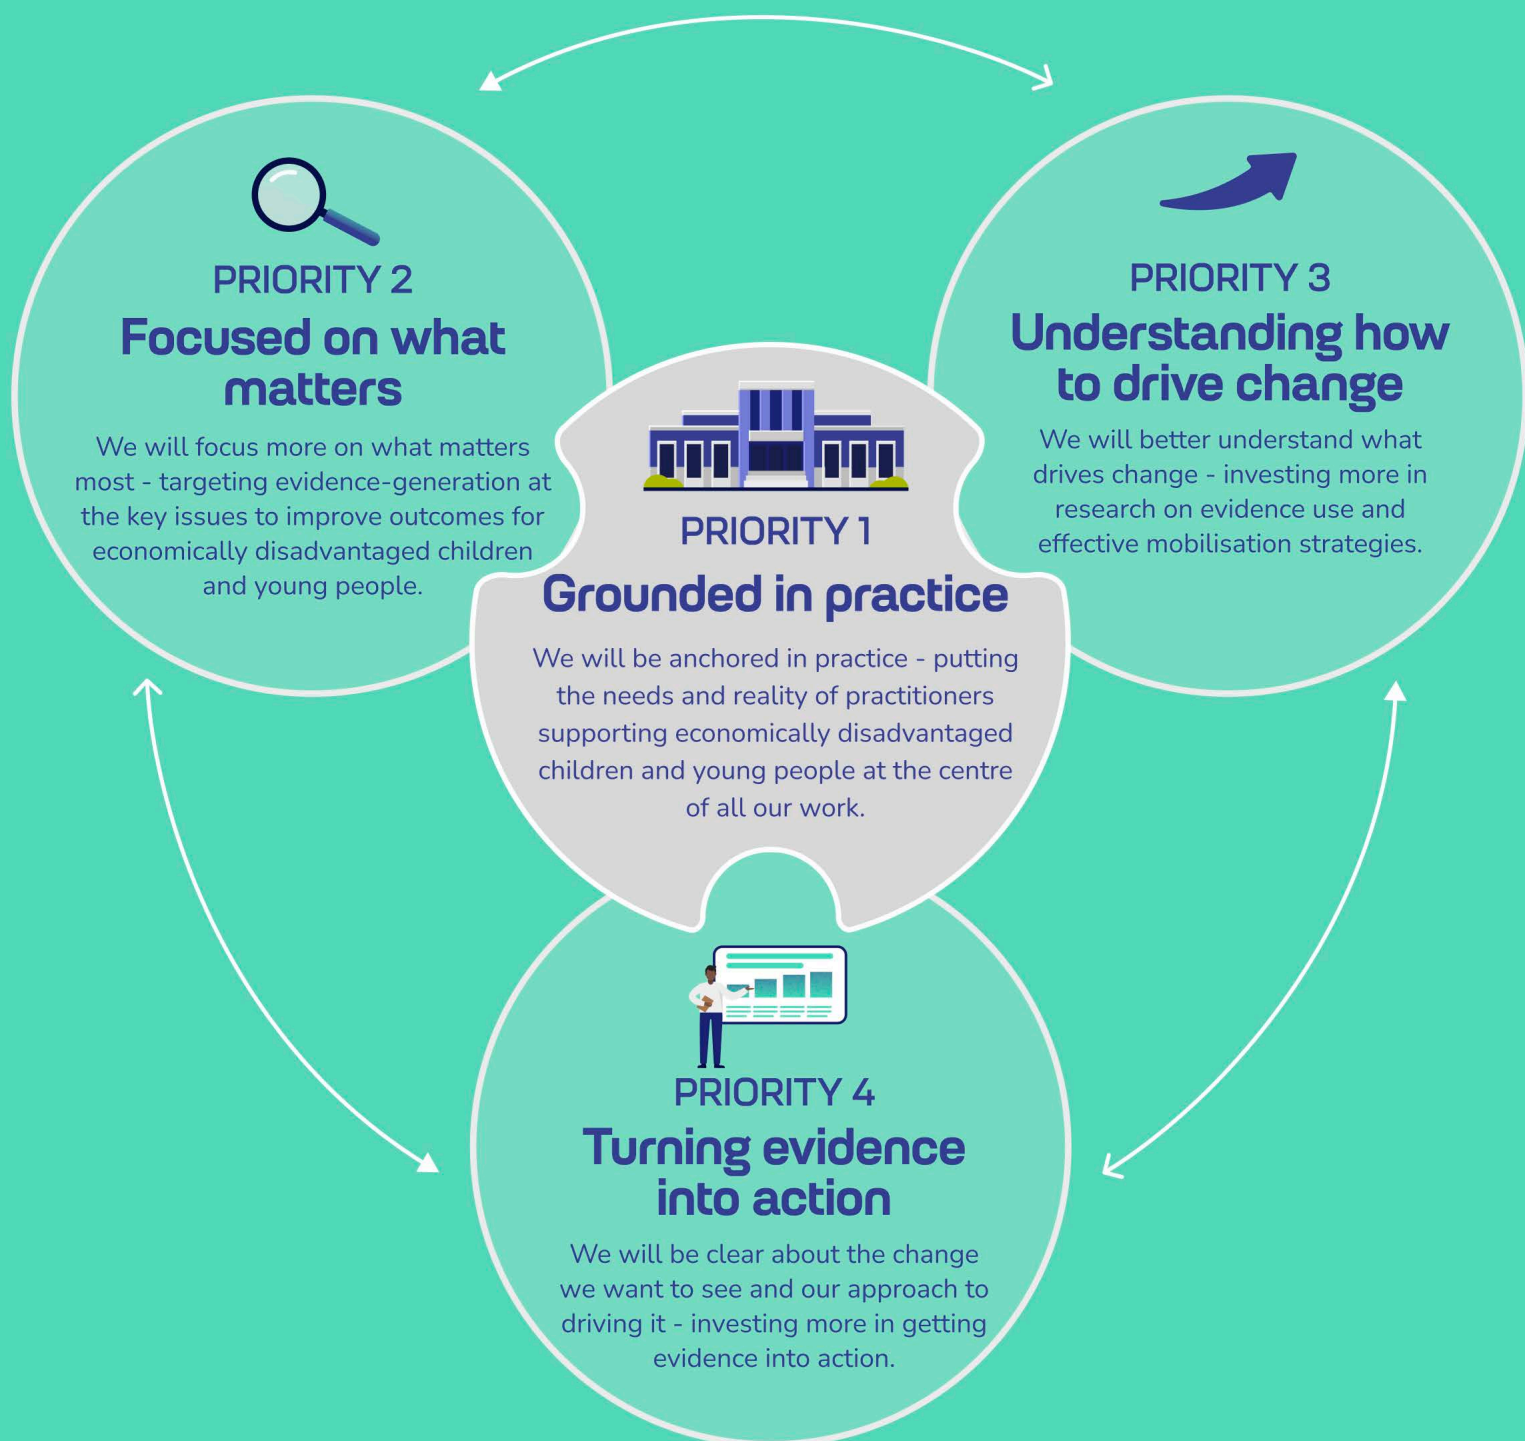 PRIORITY 2
Focused on what
matters
We will focus more on what matters
most - targeting evidence-generation at
the key issues to improve outcomes for
economically disadvantaged children
and young people.
PRIORITY 3
Understanding how
to drive change
We will better understand what
drives change - investing more in
research on evidence use and
effective mobilisation strategies.
PRIORITY 1
Grounded in practice
We will be anchored in practice - putting
the needs and reality of practitioners
supporting economically disadvantaged
children and young people at the centre
of all our work.
PRIORITY 4
Turning evidence
into action
We will be clear about the change
we want to see and our approach to
driving it - investing more in getting
evidence into action.